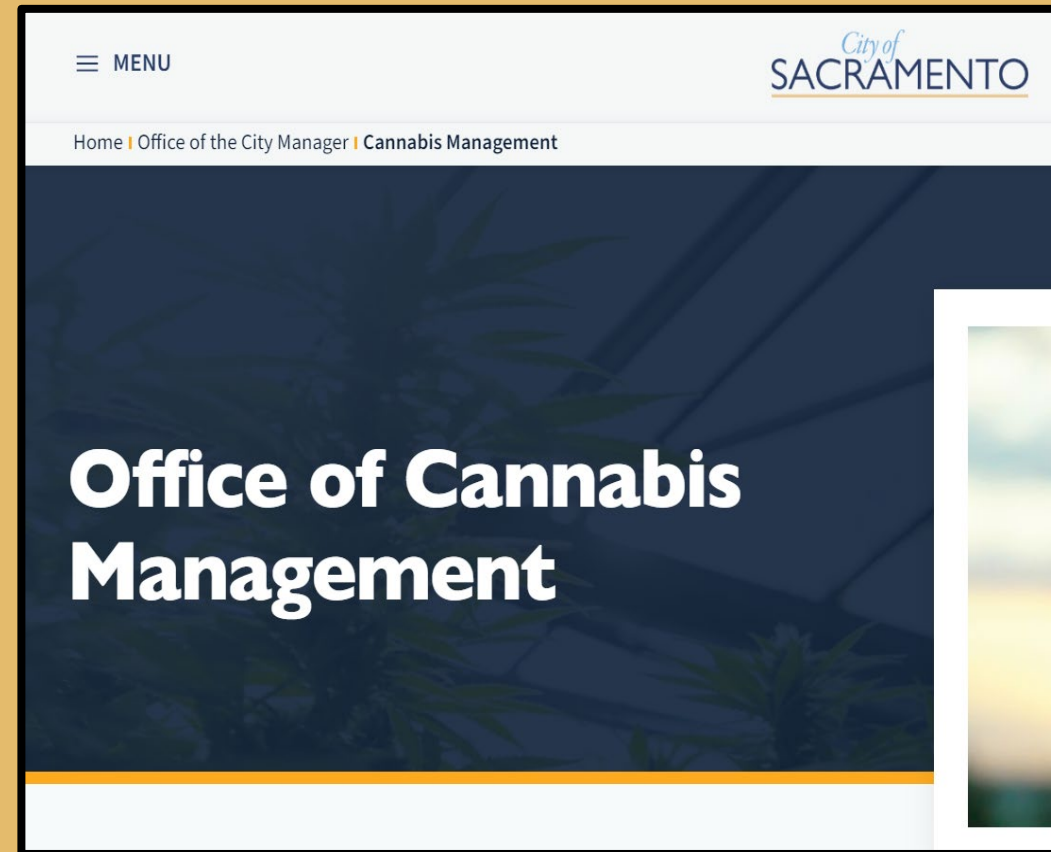 MENU
City of
SACRAMENTO
Home | Office of the City Manager | Cannabis Management
Office of Cannabis
Management